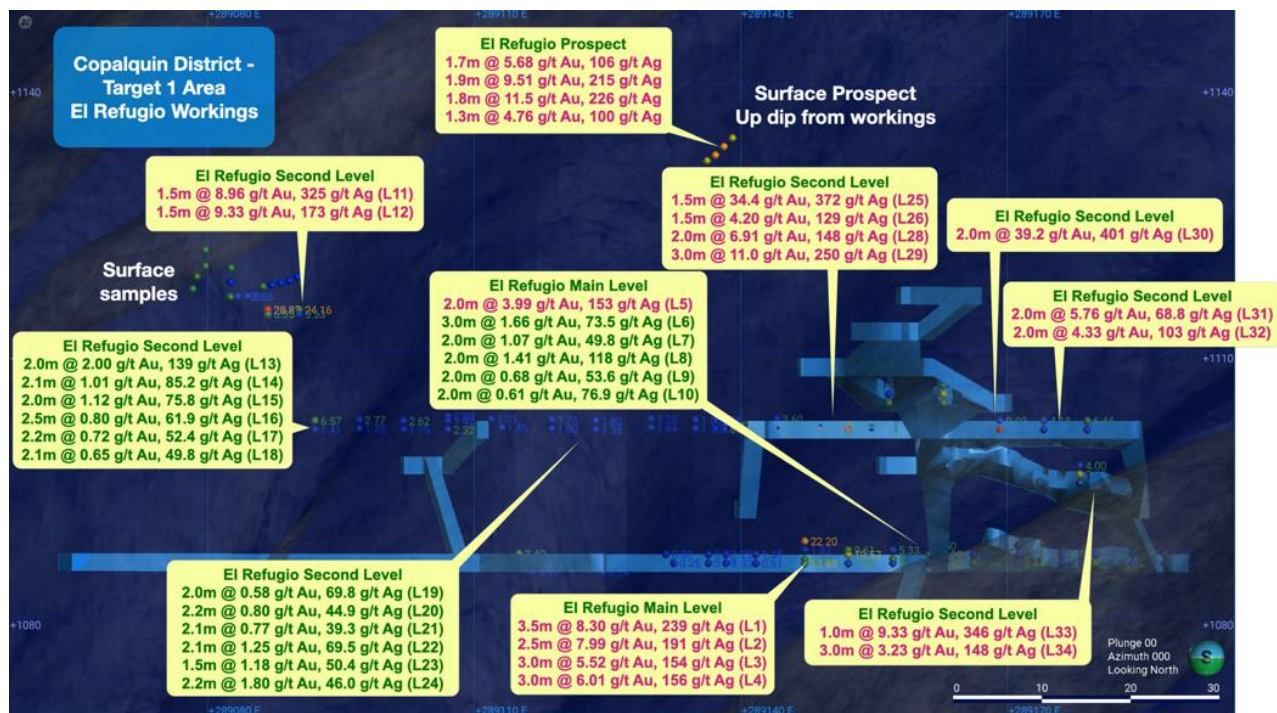 +289080 E
+289110 E
+289140 E
+289170 E
Copalquin District -
Target 1 Area
El Refugio Workings
El Refugio Prospect
1.7m @ 5.68 g/t Au, 106 g/t Ag
1.9m @ 9.51 g/t Au, 215 g/t Ag
1.8m @ 11.5 g/t Au, 226 g/t Ag
1.3m @ 4.76 g/t Au, 100 g/t Ag
+1140
+1140
Surface Prospect
Up dip from workings
El Refugio Second Level
1.5m @ 8.96 g/t Au, 325 g/t Ag (L11)
1.5m @ 9.33 g/t Au, 173 g/t Ag (L12)
El Refugio Second Level
1.5m @ 34.4 g/t Au, 372 g/t Ag (L25)
1.5m @ 4.20 g/t Au, 129 g/t Ag (L26)
2.0m @ 6.91 g/t Au, 148 g/t Ag (L28)
3.0m @ 11.0 g/t Au, 250 g/t Ag (L29)
El Refugio Second Level
2.0m @ 39.2 g/t Au, 401 g/t Ag (L30)
Surface
samples
El Refugio Main Level
2.0m @ 3.99 g/t Au, 153 g/t Ag (L5)
3.0m @ 1.66 g/t Au, 73.5 g/t Ag (L6)
2.0m @ 1.07 g/t Au, 49.8 g/t Ag (L7)
2.0m @ 1.41 g/t Au, 118 g/t Ag (L8)
2.0m @ 0.68 g/t Au, 53.6 g/t Ag (L9)
2.0m @ 0.61 g/t Au, 76.9 g/t Ag (L10)
El Refugio Second Level
2.0m @ 5.76 g/t Au, 68.8 g/t Ag (L31)
2.0m @ 4.33 g/t Au, 103 g/t Ag (L32)
24.16
El Refugio Second Level
2.0m @ 2.00 g/t Au, 139 g/t Ag (L13)
2.1m @ 1.01 g/t Au, 85.2 g/t Ag (L14)
2.0m @ 1.12 g/t Au, 75.8 g/t Ag (L15)
2.5m @ 0.80 g/t Au, 61.9 g/t Ag (L16)
2.2m @ 0.72 g/t Au, 52.4 g/t Ag (L17)
2.1m @ 0.65 g/t Au, 49.8 g/t Ag (L18)
+1110
6.57
2.77
2.62
2.32
3.60
4.00
22.20
5.33
El Refugio Second Level
2.0m @ 0.58 g/t Au, 69.8 g/t Ag (L19)
2.2m @ 0.80 g/t Au, 44.9 g/t Ag (L20)
2.1m @ 0.77 g/t Au, 39.3 g/t Ag (L21)
2.1m @ 1.25 g/t Au, 69.5 g/t Ag (L22)
1.5m @ 1.18 g/t Au, 50.4 g/t Ag (L23)
2.2m @ 1.80 g/t Au, 46.0 g/t Ag (L24)
El Refugio Main Level
3.5m @ 8.30 g/t Au, 239 g/t Ag (L1)
2.5m @ 7.99 g/t Au, 191 g/t Ag (L2)
3.0m @ 5.52 g/t Au, 154 g/t Ag (L3)
3.0m @ 6.01 g/t Au, 156 g/t Ag (L4)
El Refugio Second Level
1.0m @ 9.33 g/t Au, 346 g/t Ag (L33)
3.0m @ 3.23 g/t Au, 148 g/t Ag (L34)
+1080
+1080
Plunge 00
Azimuth 000
Looking North
S
0 10 20 30
+289080 E
+289110 E
+289140 E
+289170 E